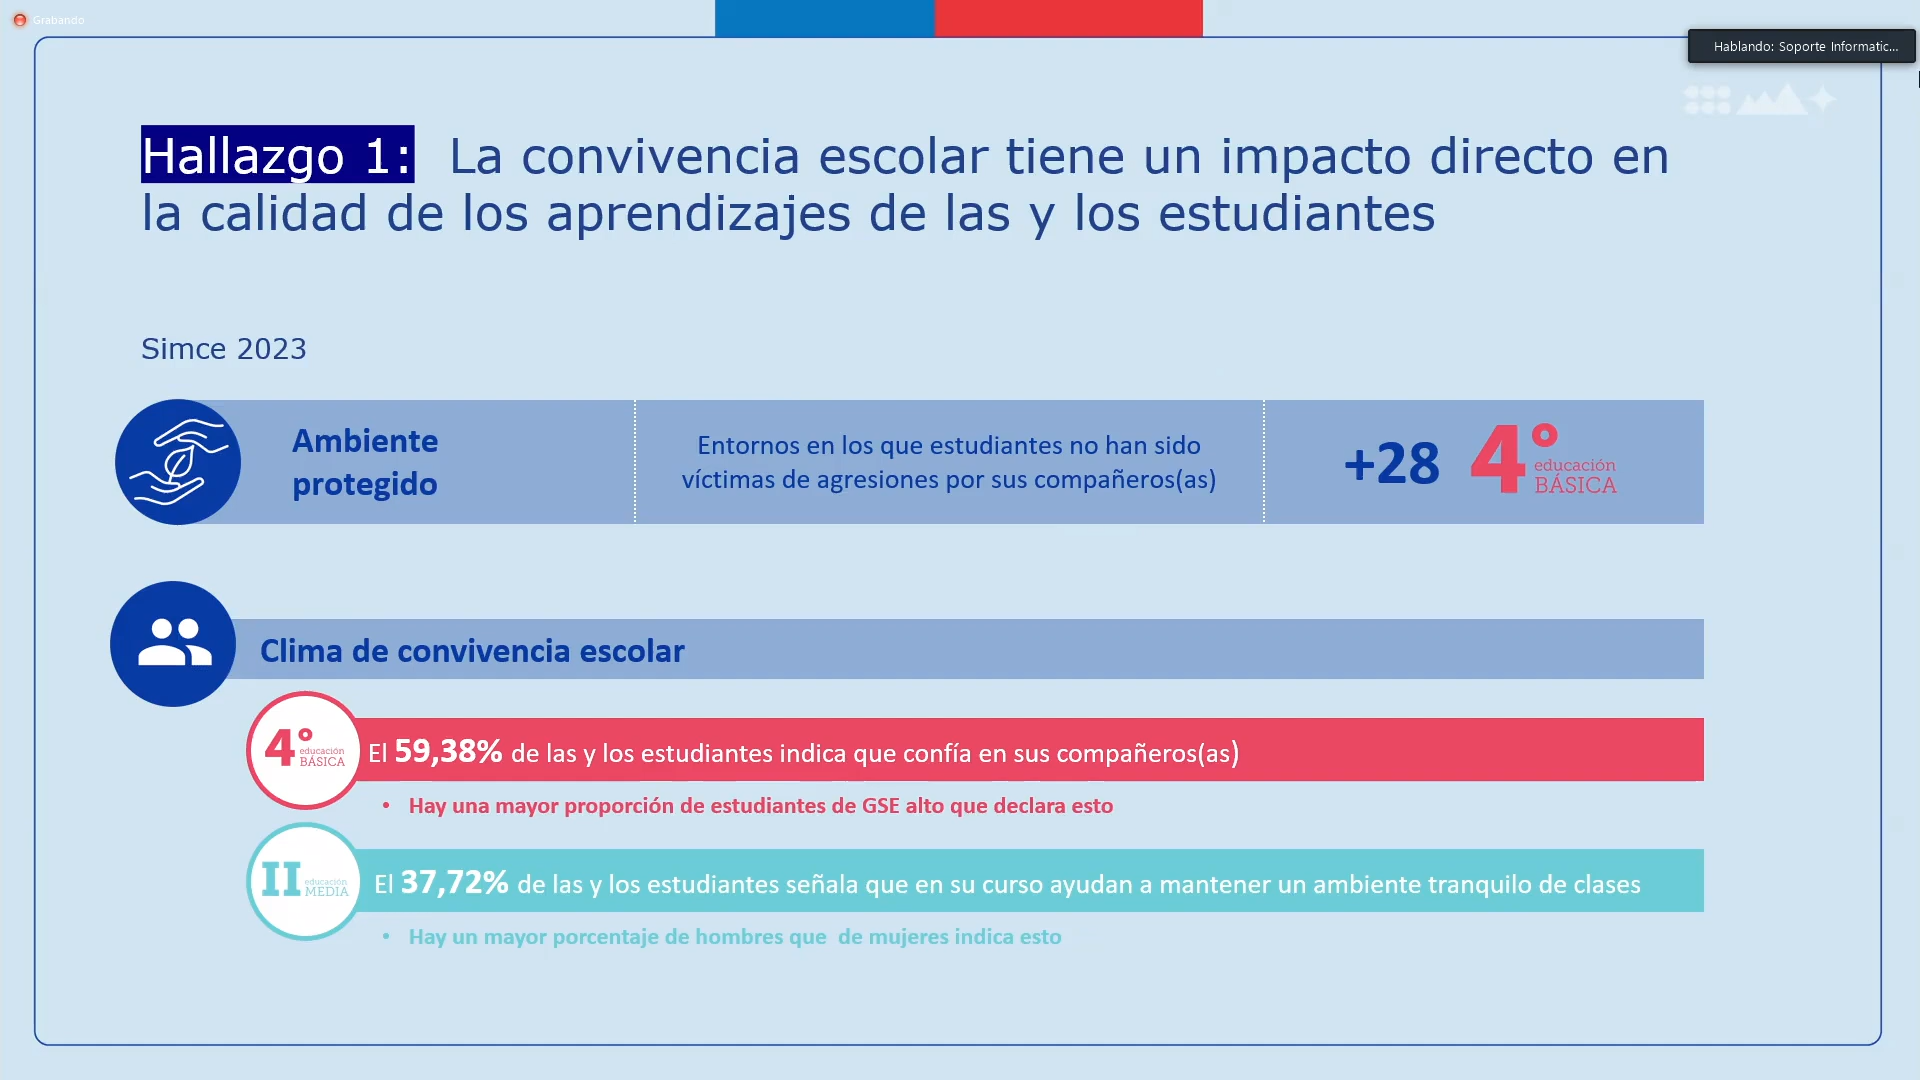 Grabando
Hablando: Soporte Informatic...
Hallazgo 1: La convivencia escolar tiene un impacto directo en
la calidad de los aprendizajes de las y los estudiantes
Simce 2023
Ambiente
protegido
Entornos en los que estudiantes no han sido
víctimas de agresiones por sus compañeros(as)
+28
4°
educación
BÁSICA
Clima de convivencia escolar
4°
educación
BÁSICA
El 59,38% de las y los estudiantes indica que confía en sus compañeros(as)
• Hay una mayor proporción de estudiantes de GSE alto que declara esto
II
educación
MEDIA
El 37,72% de las y los estudiantes señala que en su curso ayudan a mantener un ambiente tranquilo de clases
• Hay un mayor porcentaje de hombres que de mujeres indica esto